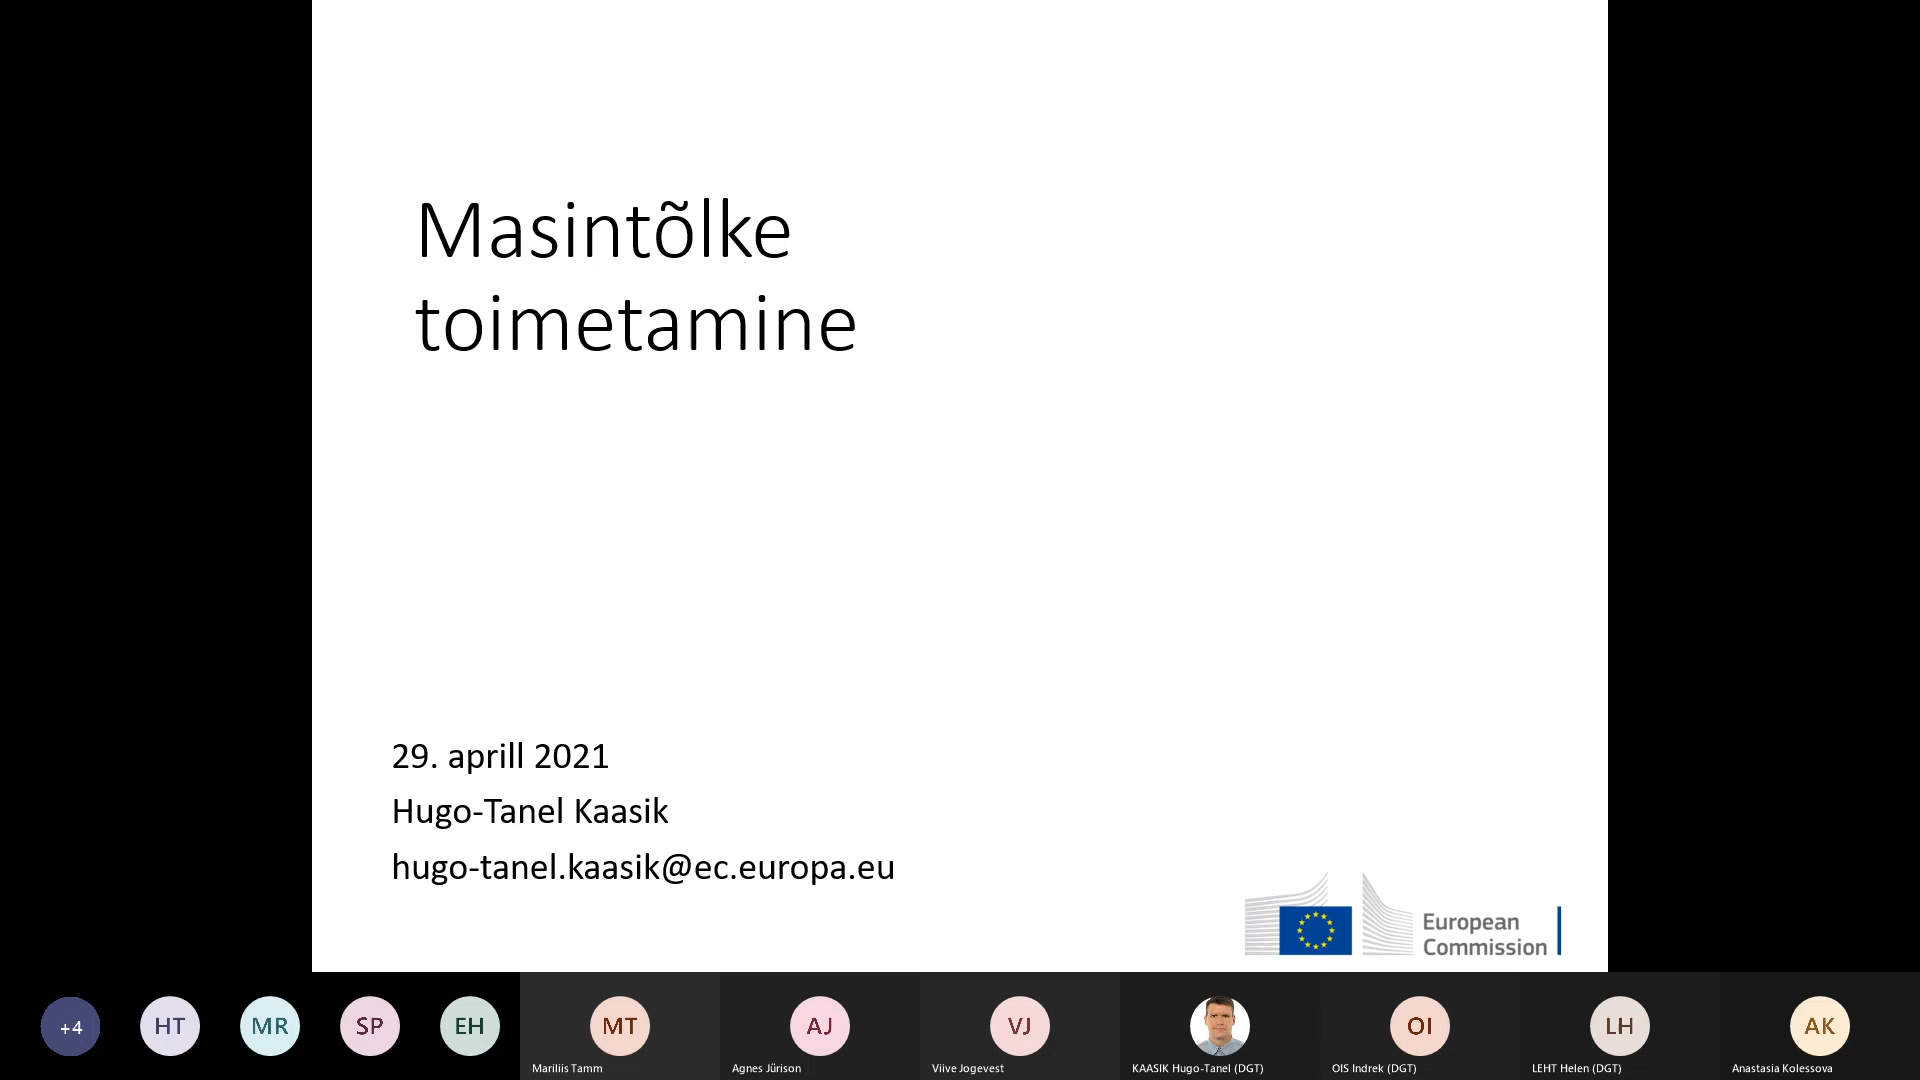 Masintõlke
toimetamine
29. aprill 2021
Hugo-Tanel Kaasik
hugo-tanel.kaasik@ec.europa.eu
European
Commission
+4
HT
MR
SP
EH
MT
AJ
VJ
OI
LH
AK
Mariliis Tamm
Agnes Jürison
Viive Jogevest
KAASIK Hugo-Tanel (DGT)
OIS Indrek (DGT)
LEHT Helen (DGT)
Anastasia Kolessova